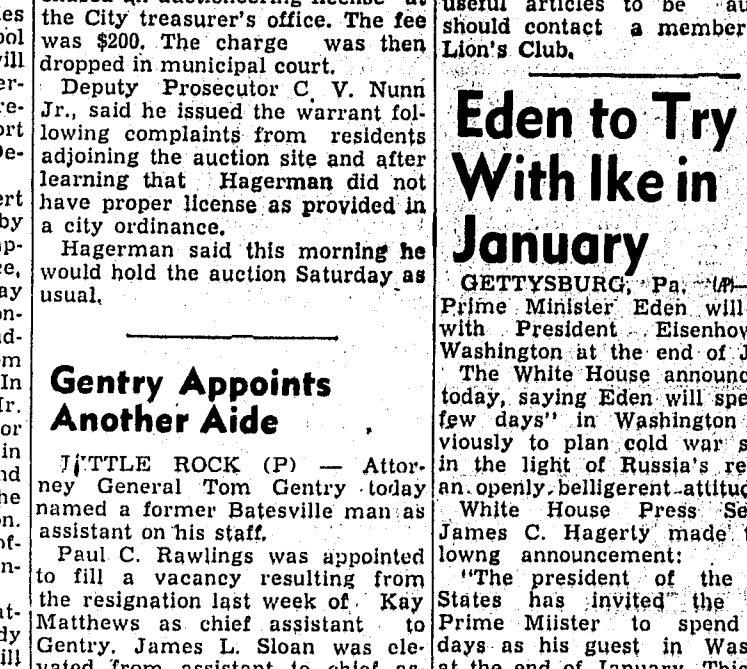 the City treasurer's office. The fee
was $200. The charge was then
dropped in municipal court.
Deputy Prosecutor C. V. Nunn
Jr., said he issued the warrant fol-
lowing complaints from residents
adjoining the auction site and after
learning that Hagerman did not
have proper license as provided in
a city ordinance.
Hagerman said this morning he
would hold the auction Saturday as
usual.
Gentry Appoints
Another Aide
LITTLE ROCK (P) — Attor-
ney General Tom Gentry today
named a former Batesville man as
assistant on his staff.
Paul C. Rawlings was appointed
to fill a vacancy resulting from
the resignation last week of Kay
Matthews as chief assistant to
Gentry. James L. Sloan was ele-
vated from assistant to chief as-
useful articles to be
should contact a member
Lion's Club.
Eden to Try
With Ike in
January
GETTYSBURG, Pa. (AP)—
Prime Minister Eden will
with President Eisenhow
Washington at the end of J
The White House announc
today, saying Eden will spe
few days" in Washington
viously to plan cold war s
in the light of Russia's re
an openly belligerent attitud
White House Press Se
James C. Hagerty made
lowng announcement:
"The president of the
States has invited the
Prime Miister to spend
days as his guest in Was
at the end of January. This